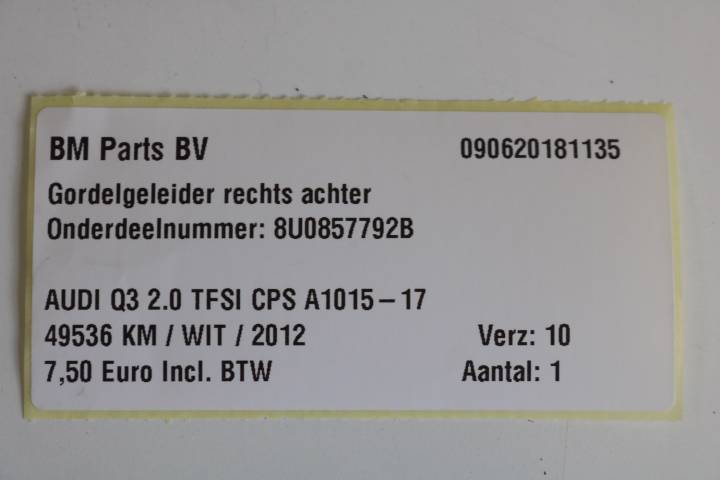 BM Parts BV 090620181135
Gordelgeleider rechts achter
Onderdeelnummer: 8U0857792B
AUDI Q3 2.0 TFSI CPS A1015-17
49536 KM / WIT / 2012 Verz: 10
7,50 Euro Incl. BTW Aantal: 1